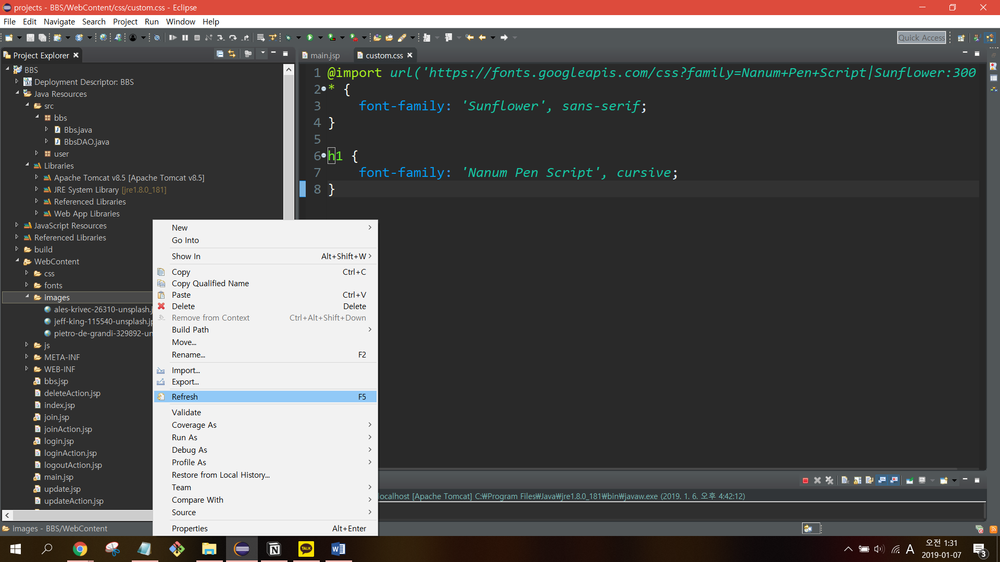 projects - BBS/WebContent/css/custom.css - Eclipse
File Edit Navigate Search Project Run Window Help
Quick Access
Project Explorer
main.jsp
custom.css
BBS
Deployment Descriptor: BBS
Java Resources
src
bbs
Bbs.java
BbsDAO.java
user
Libraries
Apache Tomcat v8.5 [Apache Tomcat v8.5]
JRE System Library [jre1.8.0_181]
Referenced Libraries
Web App Libraries
JavaScript Resources
Referenced Libraries
build
WebContent
css
fonts
images
ales-krivec-26310-unsplash.j
jeff-king-115540-unsplash.jp
pietro-de-grandi-329892-un
js
META-INF
WEB-INF
bbs.jsp
deleteAction.jsp
index.jsp
join.jsp
joinAction.jsp
login.jsp
loginAction.jsp
logoutAction.jsp
main.jsp
update.jsp
updateAction.jsp
1 @import url('https://fonts.googleapis.com/css?family=Nanum+Pen+Script|Sunflower:300
2 * {
3 font-family: 'Sunflower', sans-serif;
4 }
5
6 h1 {
7 font-family: 'Nanum Pen Script', cursive;
8 }
New
Go Into
Show In Alt+Shift+W
Copy Ctrl+C
Copy Qualified Name
Paste Ctrl+V
Delete Delete
Remove from Context Ctrl+Alt+Shift+Down
Build Path
Move...
Rename... F2
Import...
Export...
Refresh F5
Validate
Coverage As
Run As
Debug As
Profile As
Restore from Local History...
Team
Compare With
Source
Properties Alt+Enter
localhost [Apache Tomcat] C:₩Program Files₩Java₩jre1.8.0_181₩bin₩javaw.exe (2019. 1. 6. 오후 4:42:12)
images - BBS/WebContent
TALK
A
오전 1:31
2019-01-07
3